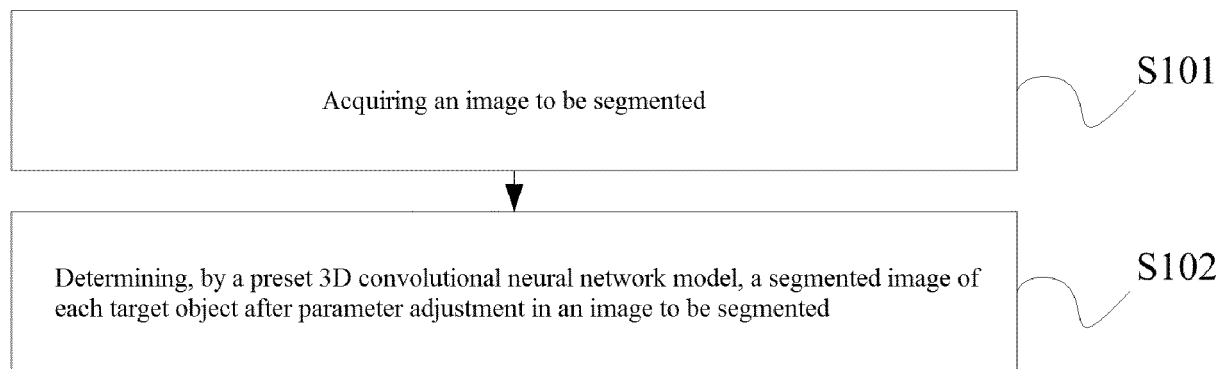 Acquiring an image to be segmented
S101
Determining, by a preset 3D convolutional neural network model, a segmented image of
each target object after parameter adjustment in an image to be segmented
S102